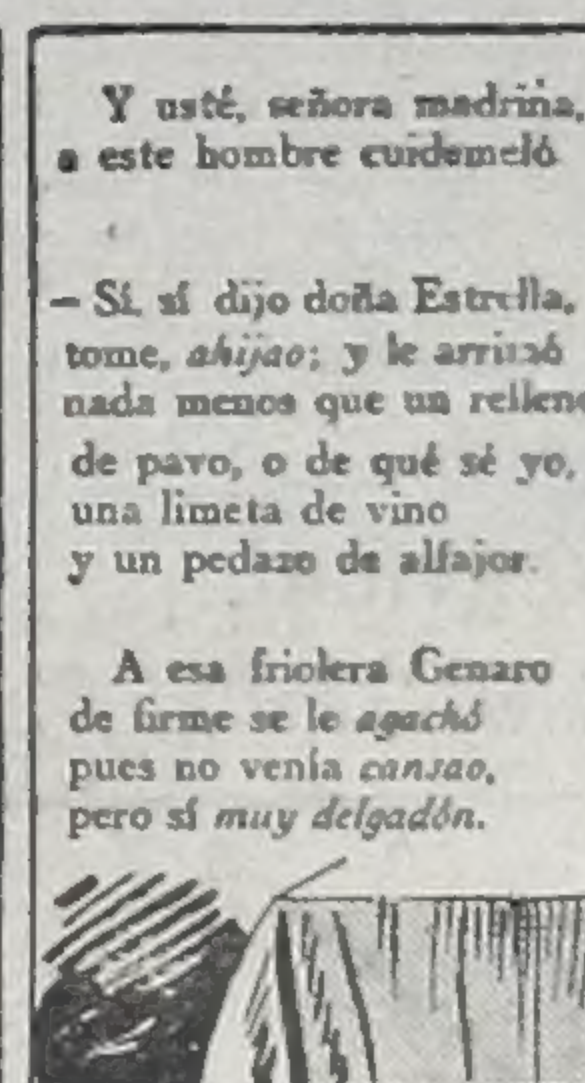 Y usté, señora madrina,
a este hombre cuidemeló
— Sí, sí dijo doña Estrella,
tome, ahijao; y le arrimó
nada menos que un relleno
de pavo, o de qué sé yo,
una limeta de vino
y un pedazo de alfajor.
A esa friolera Genaro
de firme se le agachó
pues no venía cansao,
pero sí muy delgadón.